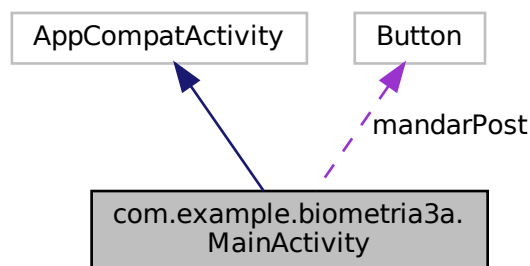 AppCompatActivity
Button
mandarPost
com.example.biometria3a.
MainActivity